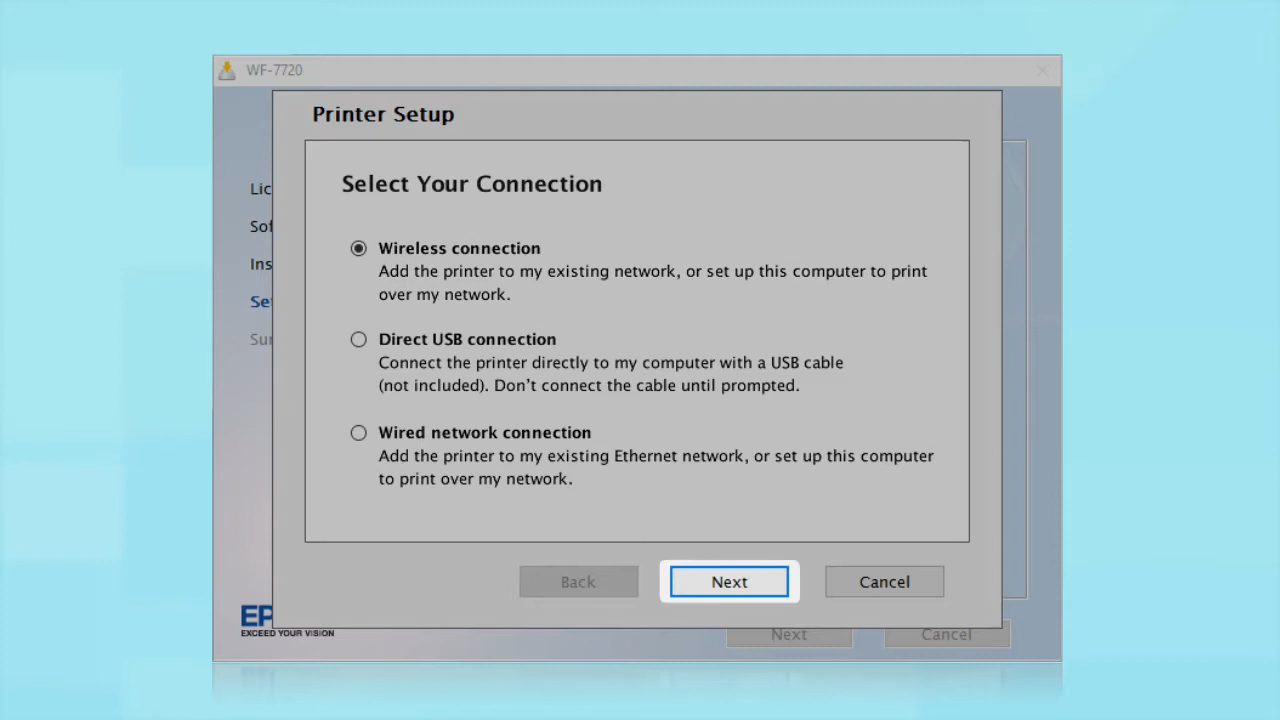 WF-7720
Printer Setup
Select Your Connection
Wireless connection
Add the printer to my existing network, or set up this computer to print
over my network.
Direct USB connection
Connect the printer directly to my computer with a USB cable
(not included). Don't connect the cable until prompted.
Wired network connection
Add the printer to my existing Ethernet network, or set up this computer
to print over my network.
Back
Next
Cancel
Lic
Sof
Ins
Se
Sur
EP
EXCEED YOUR VISION
Next
Cancel